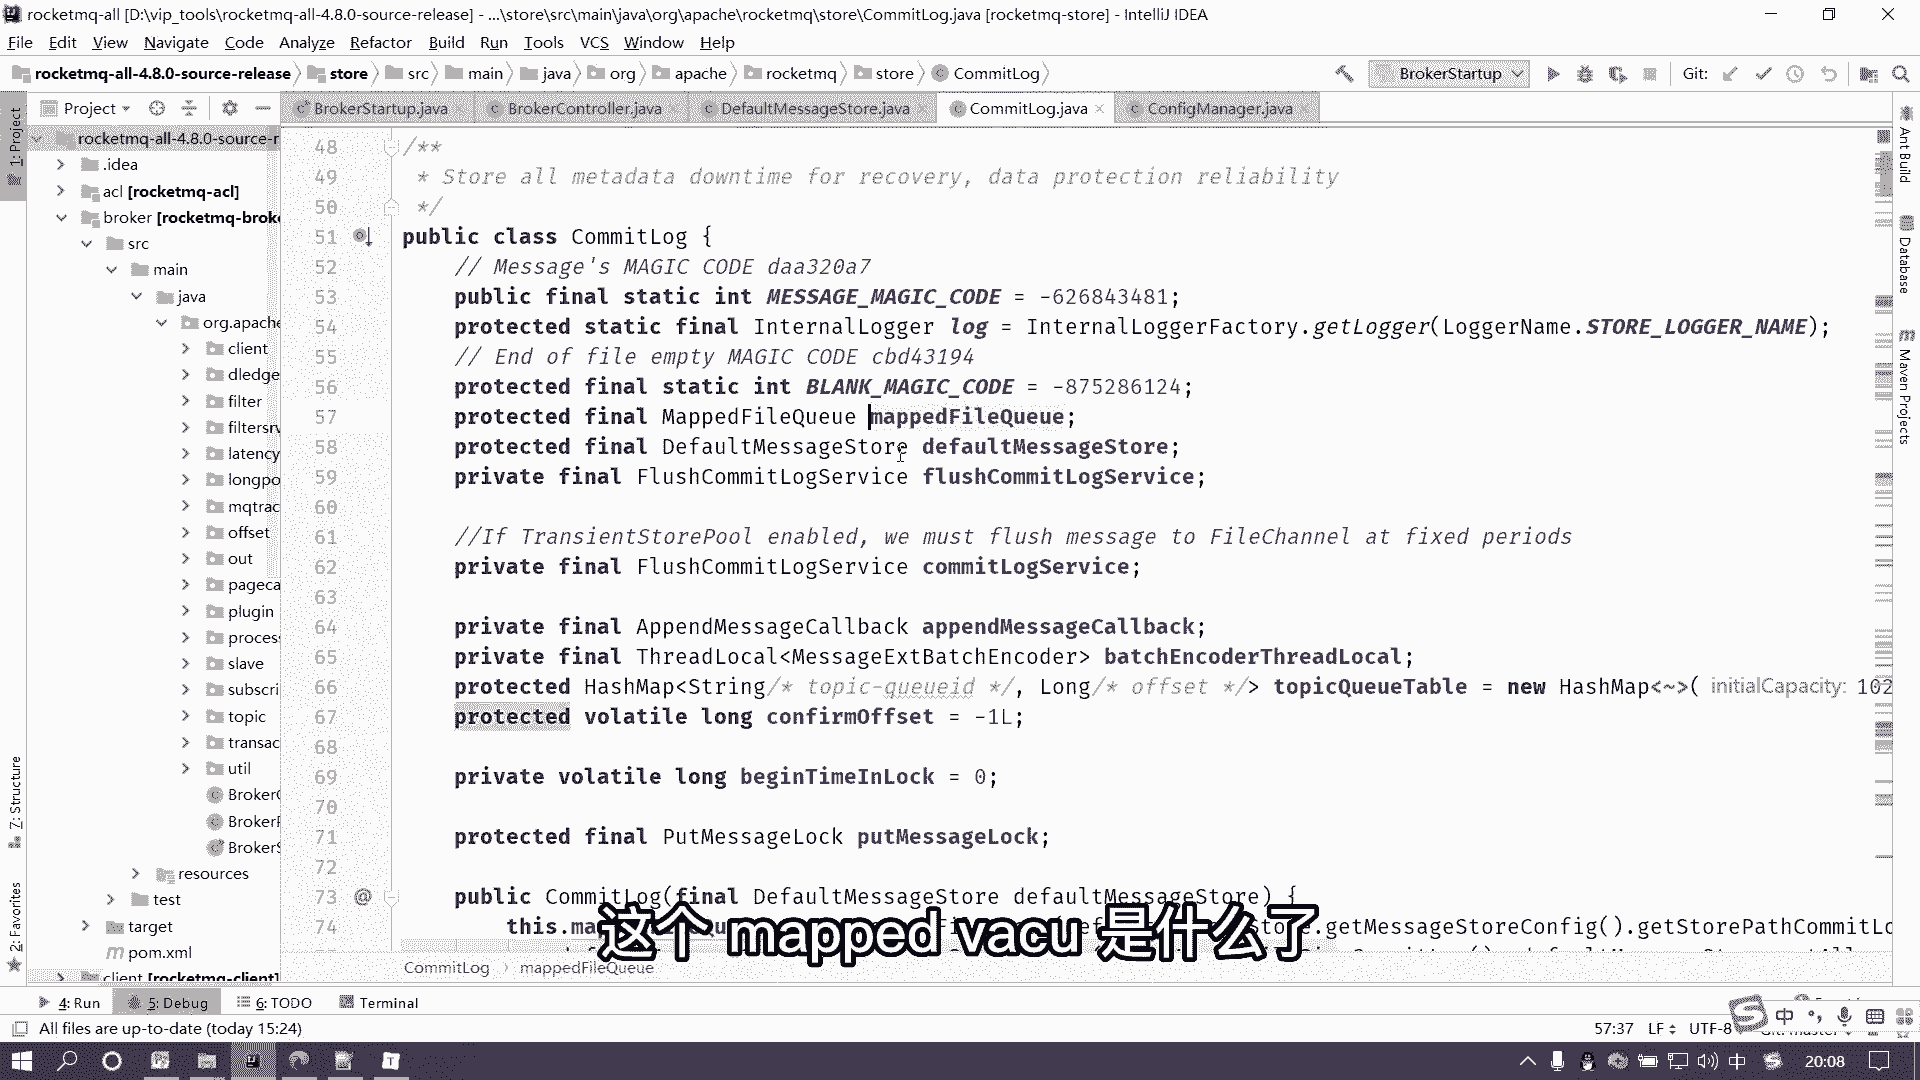 rocketmq-all [D:\vip_tools\rocketmq-all-4.8.0-source-release] - ...\store\src\main\java\org\apache\rocketmq\store\CommitLog.java [rocketmq-store] - IntelliJ IDEA
File Edit View Navigate Code Analyze Refactor Build Run Tools VCS Window Help
rocketmq-all-4.8.0-source-release store src main java org apache rocketmq store CommitLog BrokerStartup Git:
Project BrokerStartup.java BrokerController.java DefaultMessageStore.java CommitLog.java ConfigManager.java
1: Project
7: Structure
2: Favorites
rocketmq-all-4.8.0-source-r
.idea
acl [rocketmq-acl]
broker [rocketmq-brok
src
main
java
org.apache
client
dledge
filter
filtersrv
latency
longpo
mqtrac
offset
out
pageca
plugin
process
slave
subscri
topic
transac
util
BrokerC
BrokerP
BrokerS
resources
test
target
pom.xml
client [rocketmq-client]
48 /**
49 * Store all metadata downtime for recovery, data protection reliability
50 */
51 public class CommitLog {
52 // Message's MAGIC CODE daa320a7
53 public final static int MESSAGE_MAGIC_CODE = -626843481;
54 protected static final InternalLogger log = InternalLoggerFactory.getLogger(LoggerName.STORE_LOGGER_NAME);
55 // End of file empty MAGIC CODE cbd43194
56 protected final static int BLANK_MAGIC_CODE = -875286124;
57 protected final MappedFileQueue mappedFileQueue;
58 protected final DefaultMessageStore defaultMessageStore;
59 private final FlushCommitLogService flushCommitLogService;
60
61 //If TransientStorePool enabled, we must flush message to FileChannel at fixed periods
62 private final FlushCommitLogService commitLogService;
63
64 private final AppendMessageCallback appendMessageCallback;
65 private final ThreadLocal<MessageExtBatchEncoder> batchEncoderThreadLocal;
66 protected HashMap<String/* topic-queueid */, Long/* offset */> topicQueueTable = new HashMap<~>( initialCapacity: 102
67 protected volatile long confirmOffset = -1L;
68
69 private volatile long beginTimeInLock = 0;
70
71 protected final PutMessageLock putMessageLock;
72
73 public CommitLog(final DefaultMessageStore defaultMessageStore) {
74 this.ma store.getMessageStoreConfig().getStorePathCommitLo
这个 mapped vacu 是什么了
CommitLog mappedFileQueue
Ant Build
Database
Maven Projects
4: Run 5: Debug 6: TODO Terminal
All files are up-to-date (today 15:24) 57:37 LF UTF-8 中
中 20:08